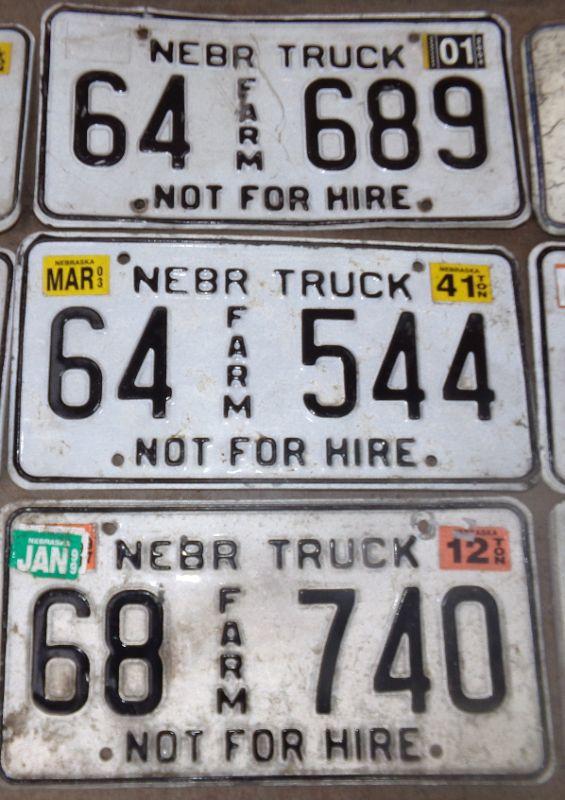 NEBR TRUCK 01
64 FARM 689
NOT FOR HIRE
NEBRASKA MAR 03 NEBR TRUCK NEBRASKA 41 TON
64 FARM 544
NOT FOR HIRE
NEBRASKA JAN NEBR TRUCK NEBRASKA 12 TON
68 FARM 740
NOT FOR HIRE